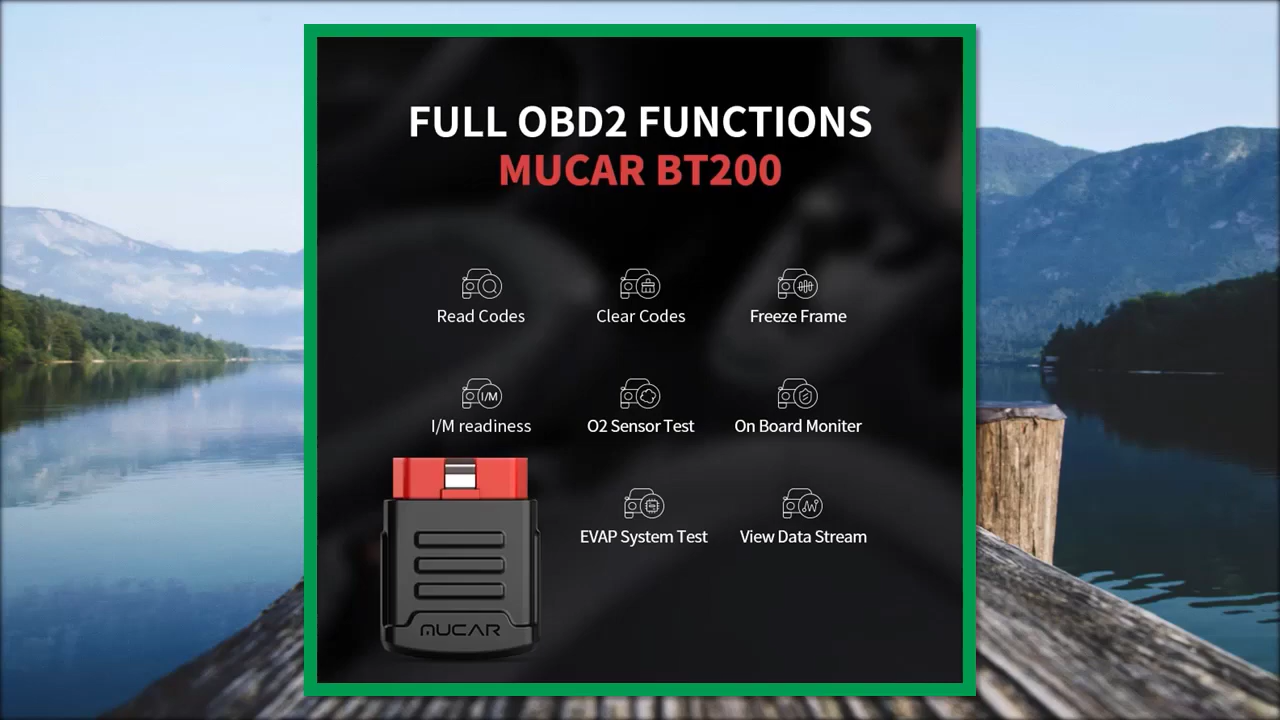 FULL OBD2 FUNCTIONS
MUCAR BT200
Read Codes
Clear Codes
Freeze Frame
I/M
I/M readiness
O2 Sensor Test
On Board Moniter
EVAP System Test
View Data Stream
MUCAR